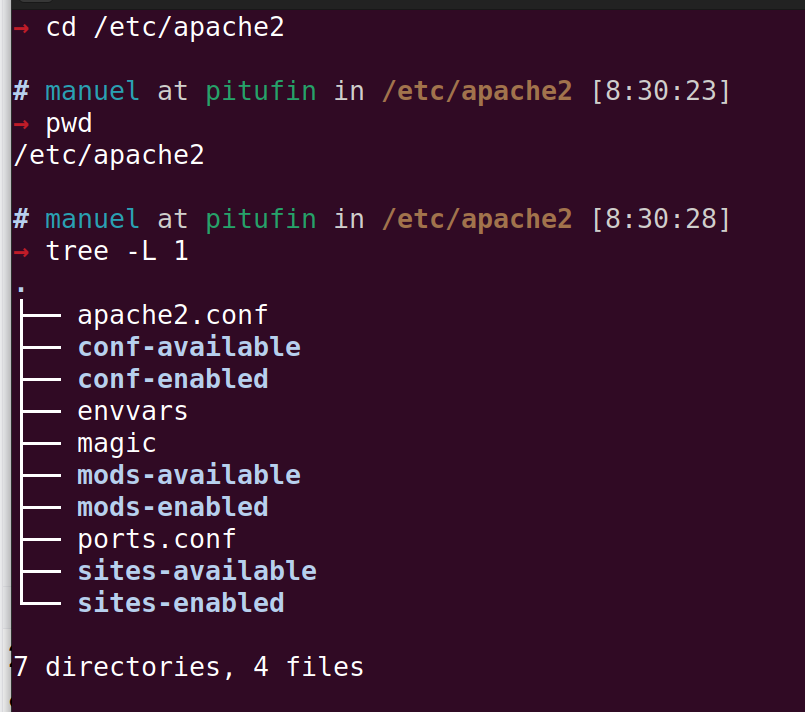 → cd /etc/apache2
# manuel at pitufin in /etc/apache2 [8:30:23]
→ pwd
/etc/apache2
# manuel at pitufin in /etc/apache2 [8:30:28]
→ tree -L 1
.
├── apache2.conf
├── conf-available
├── conf-enabled
├── envvars
├── magic
├── mods-available
├── mods-enabled
├── ports.conf
├── sites-available
└── sites-enabled
7 directories, 4 files